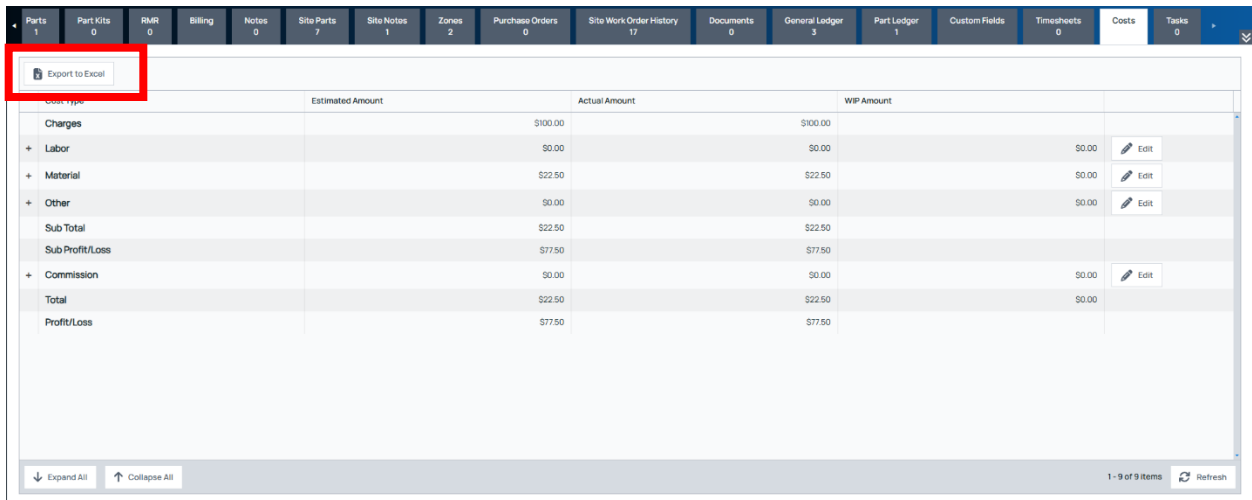 Parts Part Kits RMR Billing Notes Site Parts Site Notes Zones Purchase Orders Site Work Order History Documents General Ledger Part Ledger Custom Fields Timesheets Costs Tasks
1 0 0 0 7 1 2 0 17 0 3 1 0 0
Export to Excel
Cost Type Estimated Amount Actual Amount WIP Amount
Charges $100.00 $100.00
+ Labor $0.00 $0.00 $0.00 Edit
+ Material $22.50 $22.50 $0.00 Edit
+ Other $0.00 $0.00 $0.00 Edit
Sub Total $22.50 $22.50
Sub Profit/Loss $77.50 $77.50
+ Commission $0.00 $0.00 $0.00 Edit
Total $22.50 $22.50 $0.00
Profit/Loss $77.50 $77.50
Expand All Collapse All 1 - 9 of 9 items Refresh